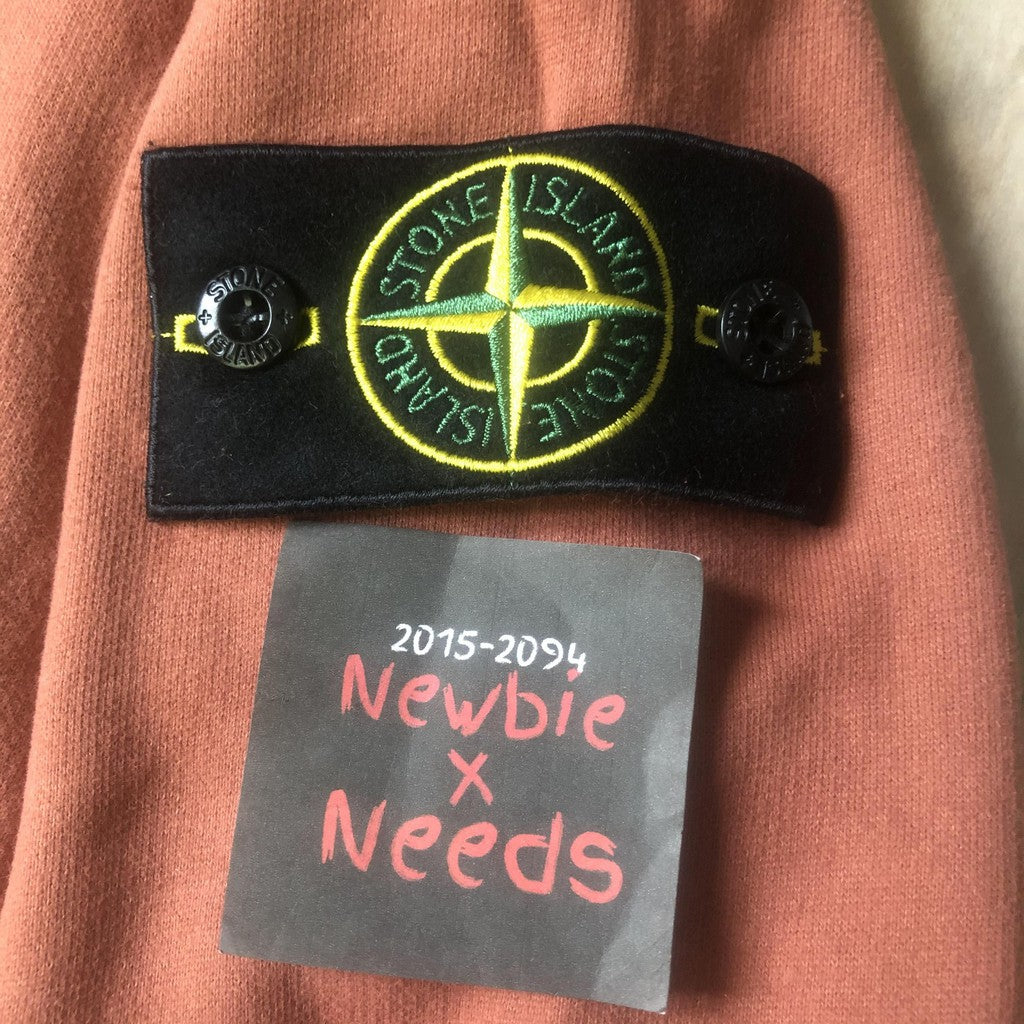 STONE ISLAND
STONE ISLAND
STONE
ISLAND
2015-2094
Newbie
x
Needs